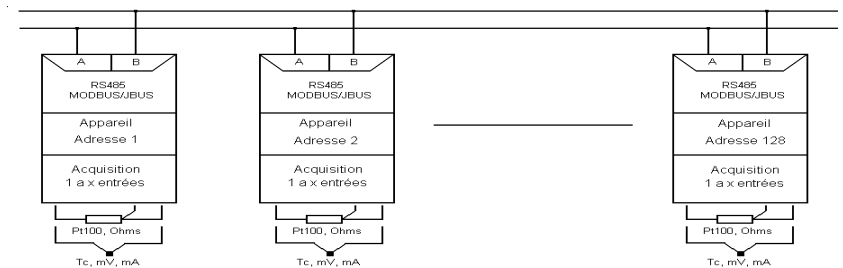 A B
RS485
MODBUS/JBUS
Appareil
Adresse 1
Acquisition
1 a x entrées
Pt100, Ohms
Tc, mV, mA
A B
RS485
MODBUS/JBUS
Appareil
Adresse 2
Acquisition
1 a x entrées
Pt100, Ohms
Tc, mV, mA
A B
RS485
MODBUS/JBUS
Appareil
Adresse 128
Acquisition
1 a x entrées
Pt100, Ohms
Tc, mV, mA